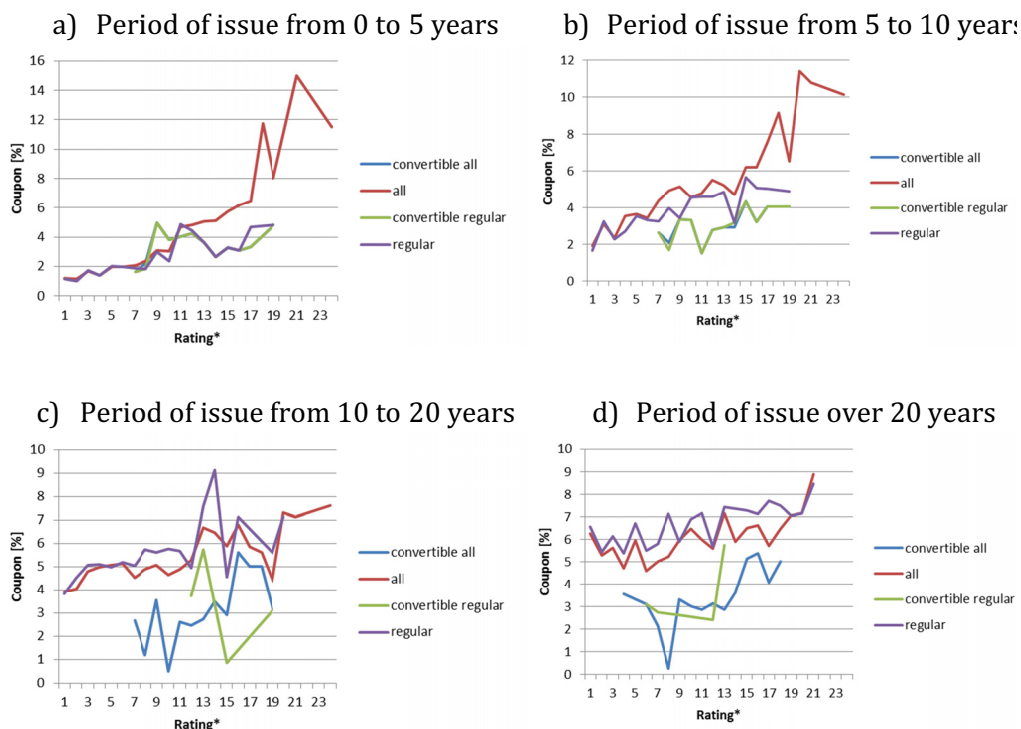 a) Period of issue from 0 to 5 years
16
14
12
10
8
6
4
2
0
Coupon [%]
1 3 5 7 9 11 13 15 17 19 21 23
Rating*
convertible all
all
convertible regular
regular
b) Period of issue from 5 to 10 years
12
10
8
6
4
2
0
Coupon [%]
1 3 5 7 9 11 13 15 17 19 21 23
Rating*
convertible all
all
convertible regular
regular
c) Period of issue from 10 to 20 years
10
9
8
7
6
5
4
3
2
1
0
Coupon [%]
1 3 5 7 9 11 13 15 17 19 21 23
Rating*
convertible all
all
convertible regular
regular
d) Period of issue over 20 years
10
9
8
7
6
5
4
3
2
1
0
Coupon [%]
1 3 5 7 9 11 13 15 17 19 21 23
Rating*
convertible all
all
convertible regular
regular